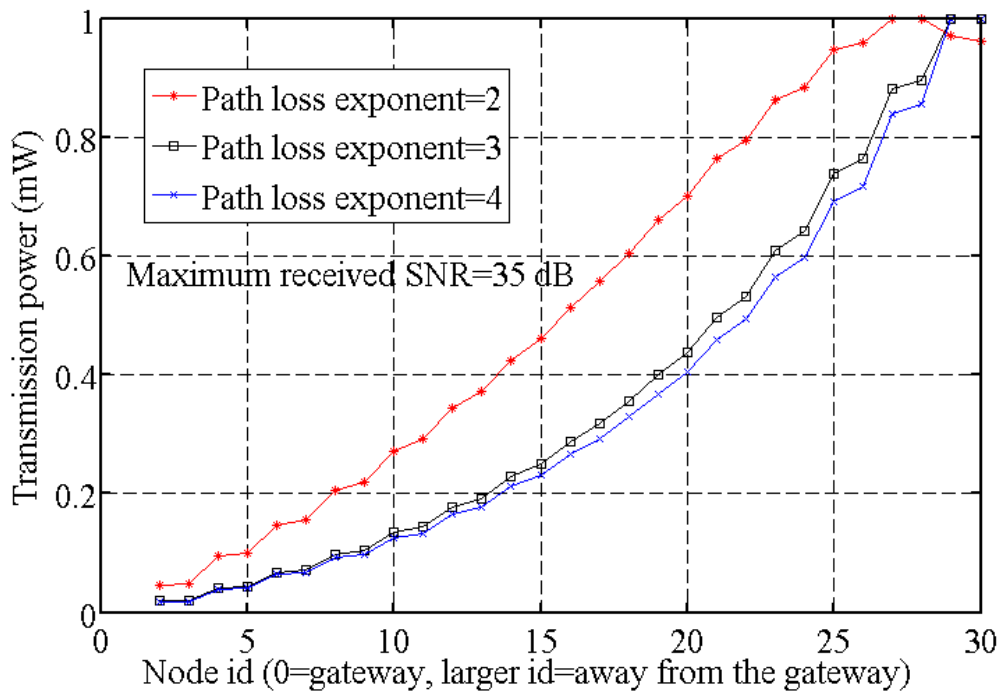 1
0.8
0.6
0.4
0.2
0
Transmission power (mW)
Path loss exponent=2
Path loss exponent=3
Path loss exponent=4
Maximum received SNR=35 dB
0 5 10 15 20 25 30
Node id (0=gateway, larger id=away from the gateway)